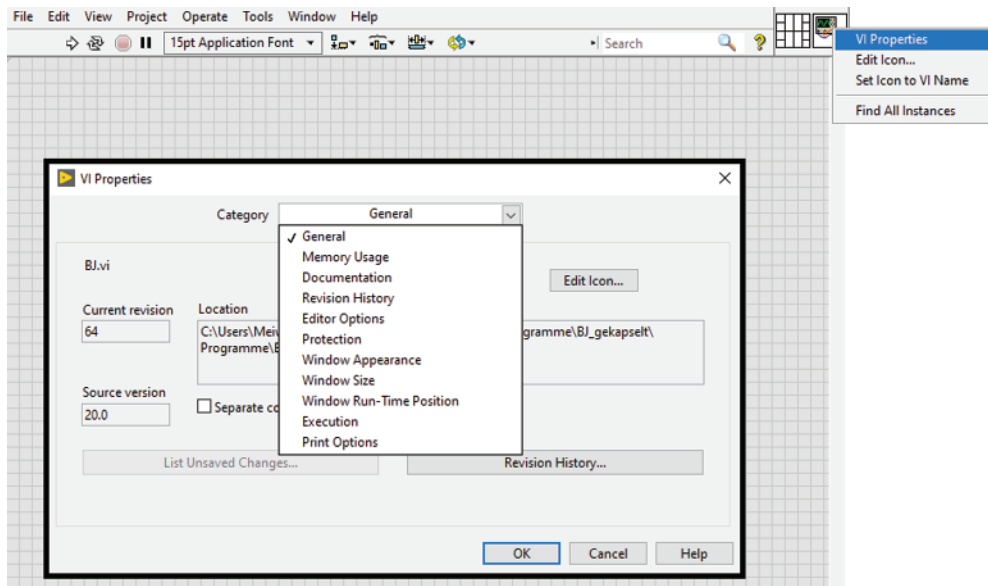 File Edit View Project Operate Tools Window Help
15pt Application Font
Search
VI Properties
Edit Icon...
Set Icon to VI Name
Find All Instances
VI Properties
Category General
General
Memory Usage
Documentation
Revision History
Editor Options
Protection
Window Appearance
Window Size
Window Run-Time Position
Execution
Print Options
BJ.vi
Edit Icon...
Current revision
64
Location
C:\Users\ gramme\BJ_gekapselt\
Programme\
Source version
20.0
Separate
List Unsaved Changes...
Revision History...
OK Cancel Help